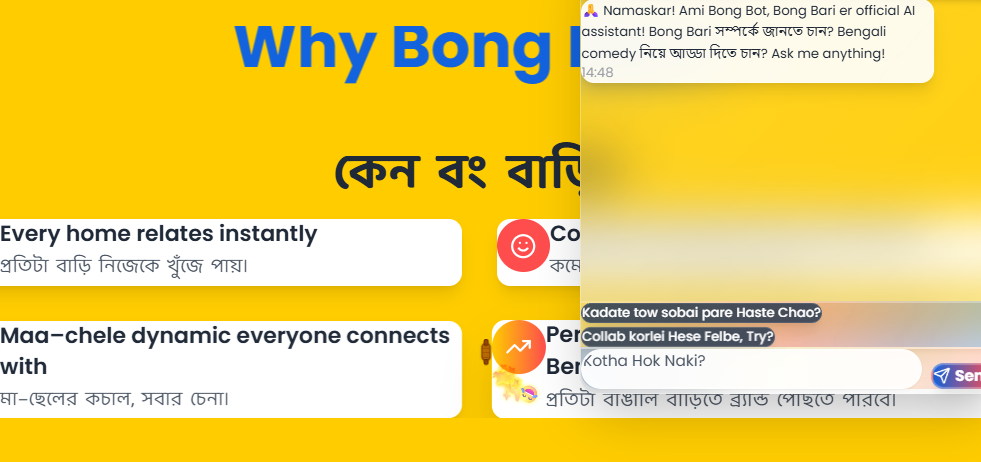 Why Bong
কেন বং বাড়ি
Every home relates instantly
প্রতিটা বাড়ি নিজেকে খুঁজে পায়।
Maa–chele dynamic everyone connects
with
মা–ছেলের কচাল, সবার চেনা।
Co
কমে
Per
Ber
প্রতিটা বাঙালি বাড়িতে ব্র্যান্ড পৌঁছতে পারবে।
Namaskar! Ami Bong Bot, Bong Bari er official AI
assistant! Bong Bari সম্পর্কে জানতে চান? Bengali
comedy নিয়ে আড্ডা দিতে চান? Ask me anything!
14:48
Kadate tow sobai pare Haste Chao?
Collab korlei Hese Felbe, Try?
Kotha Hok Naki?
Sen